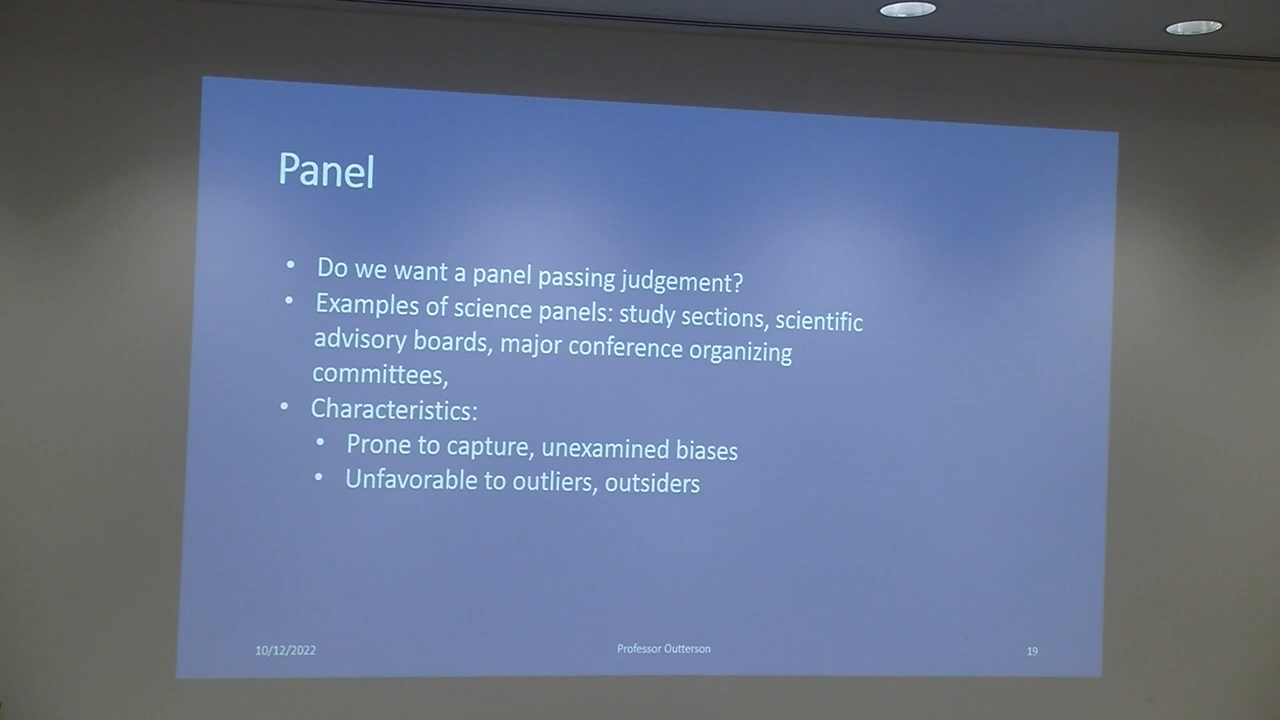 Panel
• Do we want a panel passing judgement?
• Examples of science panels: study sections, scientific
advisory boards, major conference organizing
committees,
• Characteristics:
• Prone to capture, unexamined biases
• Unfavorable to outliers, outsiders
10/12/2022
Professor Outterson
19